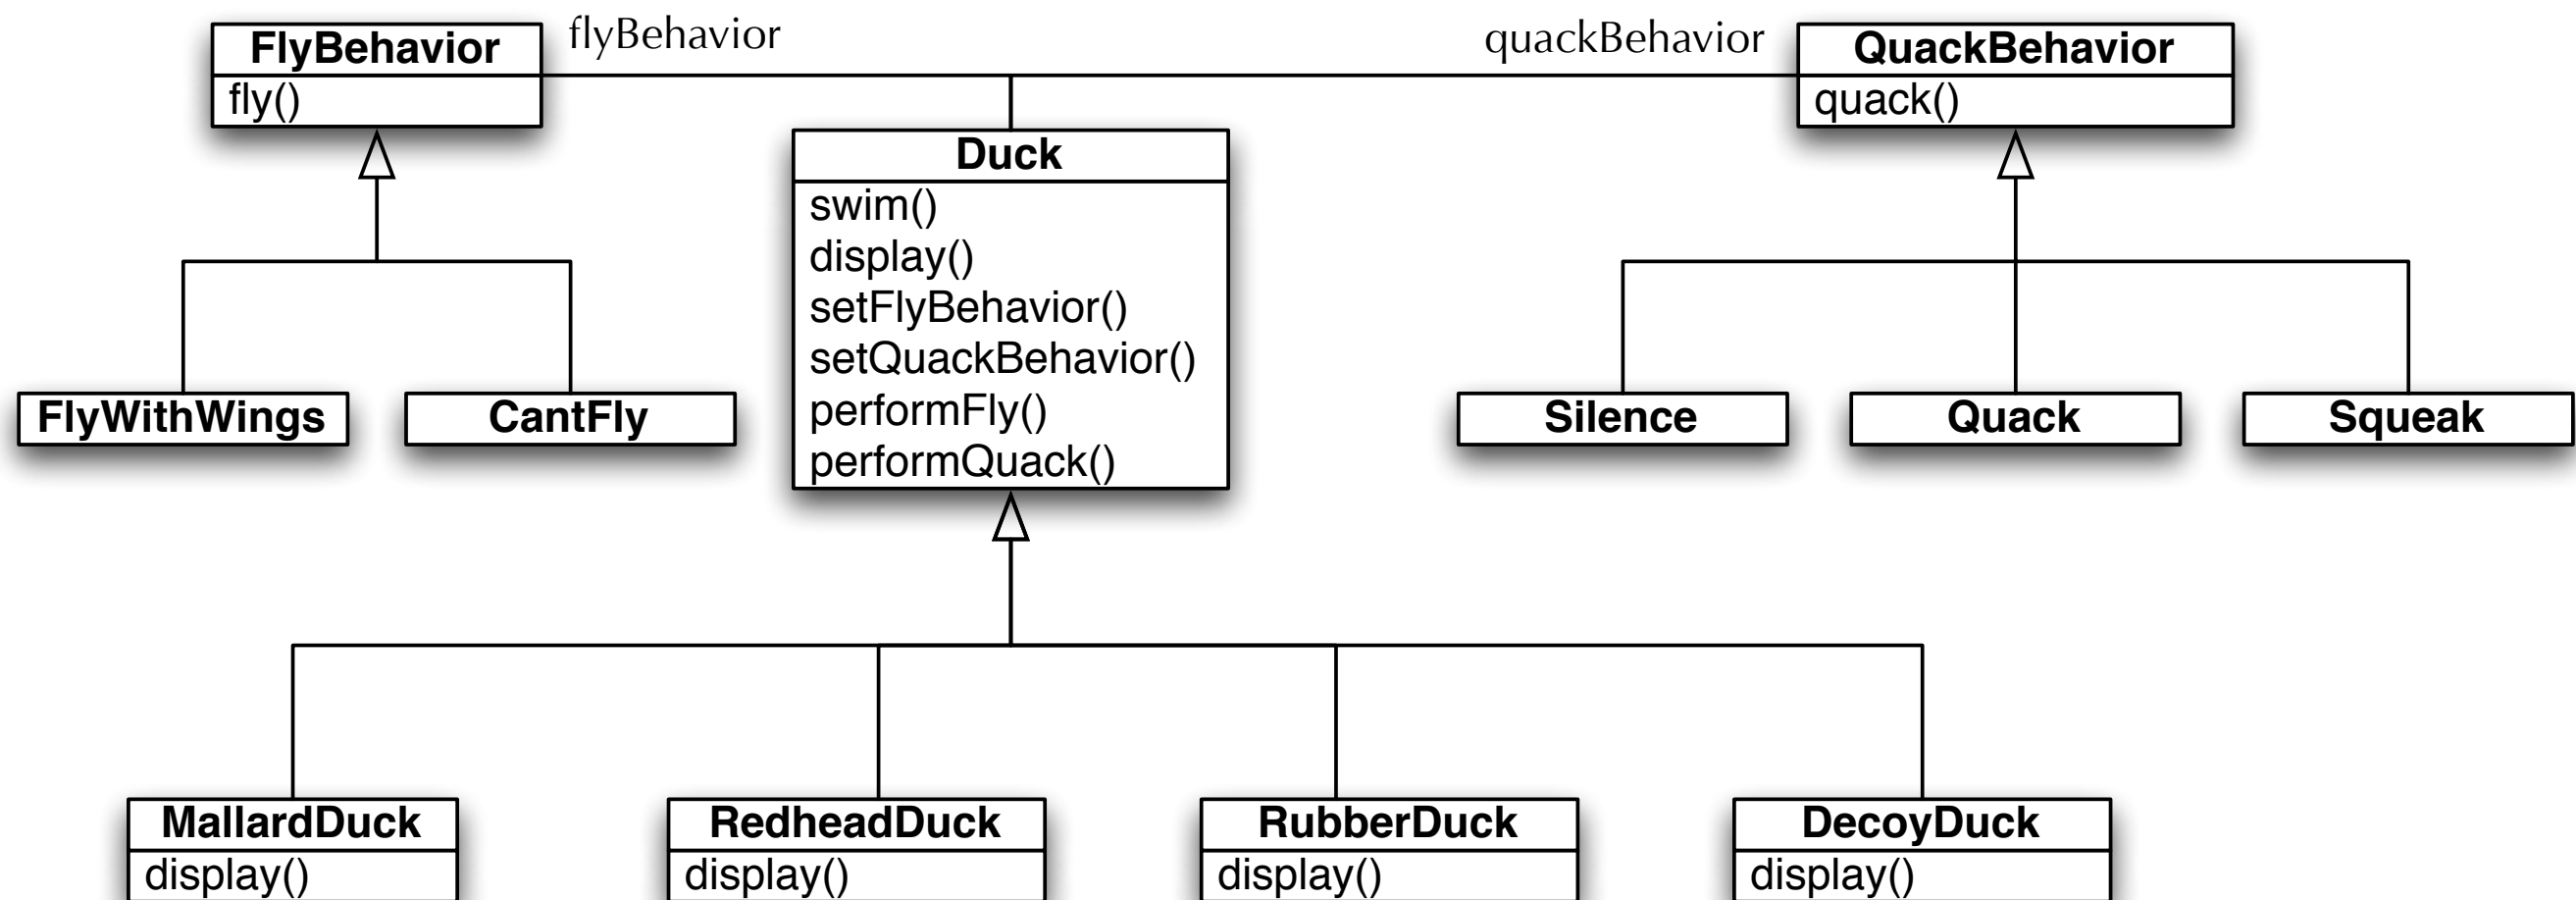 FlyBehavior
fly()
flyBehavior
quackBehavior
QuackBehavior
quack()
Duck
swim()
display()
setFlyBehavior()
setQuackBehavior()
performFly()
performQuack()
FlyWithWings
CantFly
Silence
Quack
Squeak
MallardDuck
display()
RedheadDuck
display()
RubberDuck
display()
DecoyDuck
display()